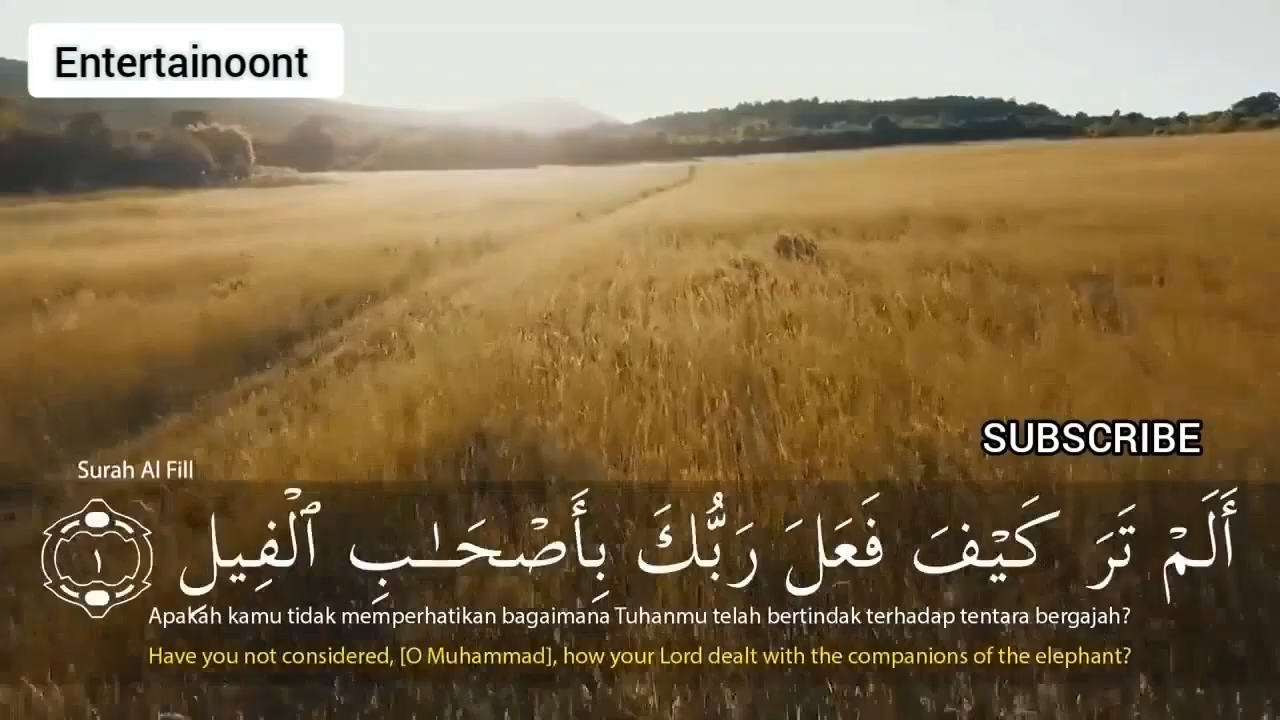 Entertainoont
SUBSCRIBE
Surah Al Fill
أَلَمْ تَرَ كَيْفَ فَعَلَ رَبُّكَ بِأَصْحَـٰبِ ٱلْفِيلِ ١
Apakah kamu tidak memperhatikan bagaimana Tuhanmu telah bertindak terhadap tentara bergajah?
Have you not considered, [O Muhammad], how your Lord dealt with the companions of the elephant?